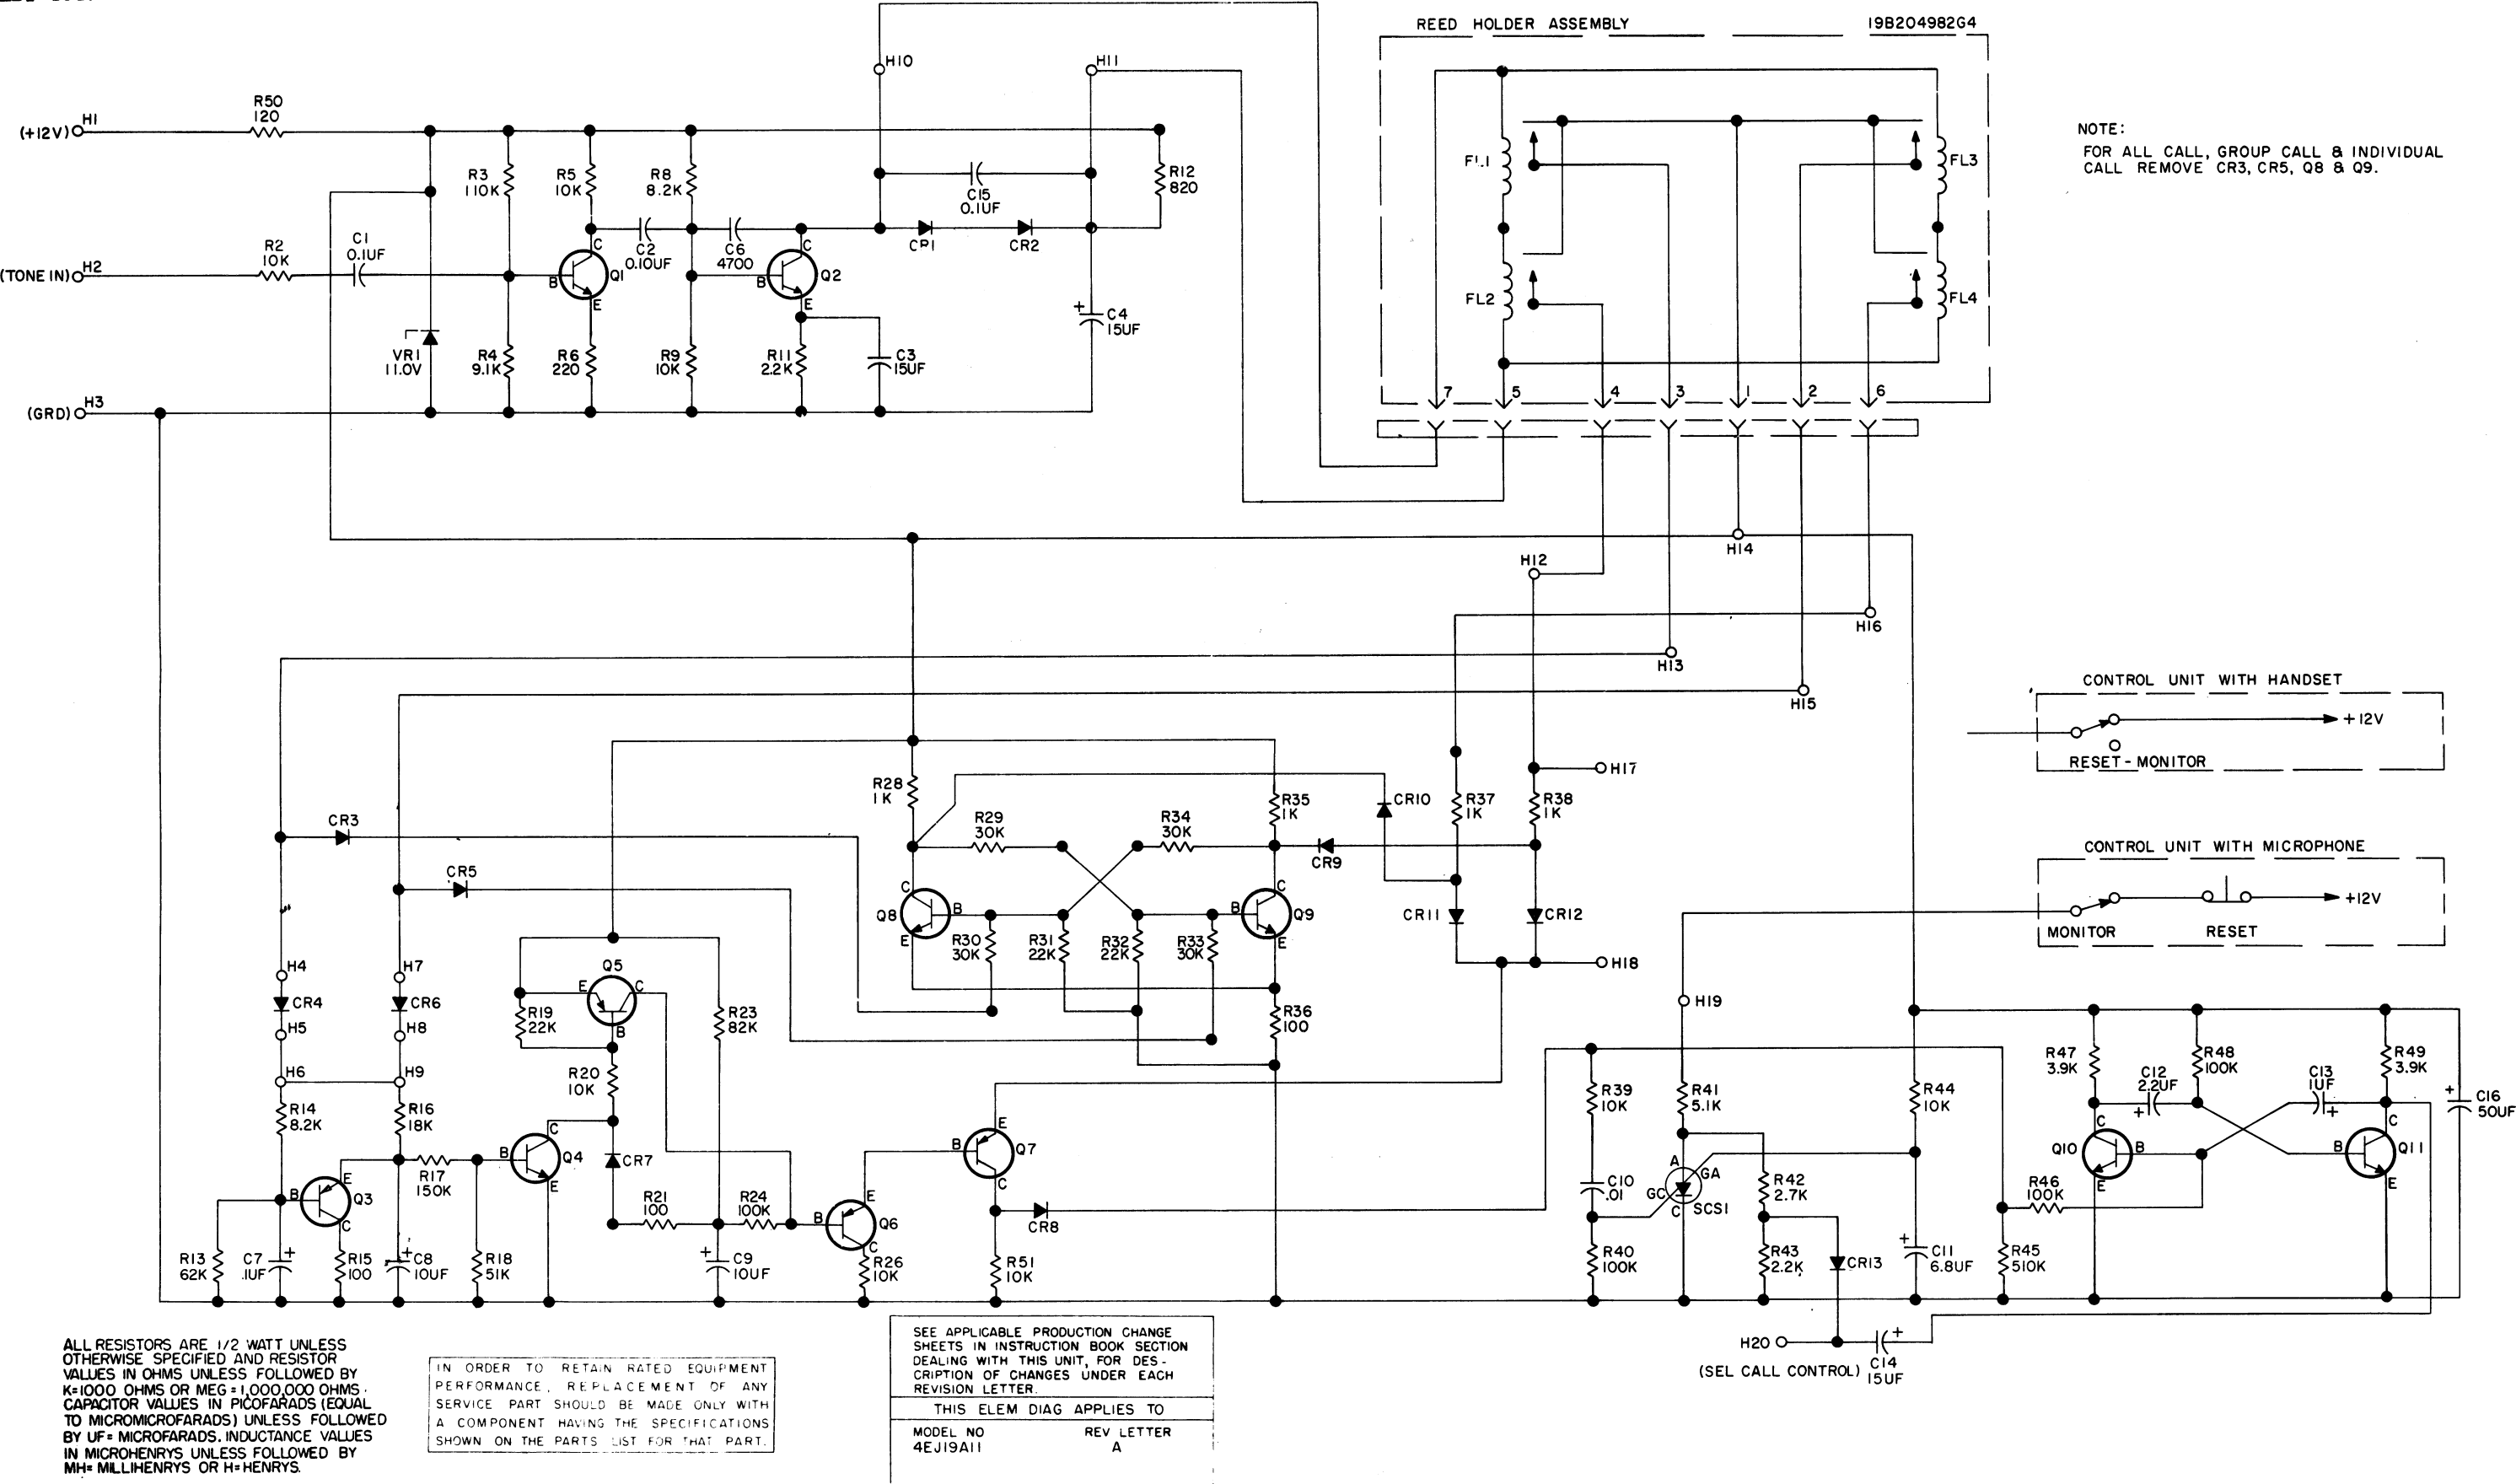 REED HOLDER ASSEMBLY 19B204982G4
H10
H11
R50
120
(+12V) H1
R3
110K
R5
10K
R8
8.2K
C15
0.1UF
R12
820
FL1
FL3
NOTE:
FOR ALL CALL, GROUP CALL & INDIVIDUAL
CALL REMOVE CR3, CR5, Q8 & Q9.
(TONE IN) H2
R2
10K
C1
0.1UF
B C E Q1
C2
0.10UF
C6
4700
B C E Q2
CR1
CR2
FL2
FL4
VR1
11.0V
R4
9.1K
R6
220
R9
10K
R11
2.2K
C3
15UF
+ C4
15UF
(GRD) H3
7 5 4 3 1 2 6
H14
H12
H16
H13
H15
CONTROL UNIT WITH HANDSET
+12V
RESET-MONITOR
H17
R28
1K
R29
30K
R34
30K
R35
1K
CR10
R37
1K
R38
1K
CR3
CR9
CR5
CONTROL UNIT WITH MICROPHONE
+12V
MONITOR RESET
Q8 C B E
R30
30K
R31
22K
R32
22K
R33
30K
B C E Q9
CR11
CR12
H18
H4
CR4
H5
H6
H7
CR6
H8
H9
Q5
E C B
R19
22K
R23
82K
R36
100
H19
R20
10K
R14
8.2K
R16
18K
R39
10K
R41
5.1K
R44
10K
R47
3.9K
C12
2.2UF
+
R48
100K
C13
1UF
+
R49
3.9K
+ C16
50UF
R17
150K
B C E Q4
CR7
B E C Q7
B E C Q3
R21
100
R24
100K
B E C Q6
CR8
C10
.01
A GA GC C SCS1
R42
2.7K
R46
100K
Q10 C B E
B C E Q11
R13
62K
C7
.1UF
+
R15
100
+ C8
10UF
R18
51K
+ C9
10UF
R26
10K
R51
10K
R40
100K
R43
2.2K
CR13
+ C11
6.8UF
R45
510K
H20
(SEL CALL CONTROL)
+
C14
15UF
ALL RESISTORS ARE 1/2 WATT UNLESS
OTHERWISE SPECIFIED AND RESISTOR
VALUES IN OHMS UNLESS FOLLOWED BY
K=1000 OHMS OR MEG = 1,000,000 OHMS.
CAPACITOR VALUES IN PICOFARADS (EQUAL
TO MICROMICROFARADS) UNLESS FOLLOWED
BY UF= MICROFARADS. INDUCTANCE VALUES
IN MICROHENRYS UNLESS FOLLOWED BY
MH= MILLIHENRYS OR H=HENRYS.
IN ORDER TO RETAIN RATED EQUIPMENT
PERFORMANCE, REPLACEMENT OF ANY
SERVICE PART SHOULD BE MADE ONLY WITH
A COMPONENT HAVING THE SPECIFICATIONS
SHOWN ON THE PARTS LIST FOR THAT PART.
SEE APPLICABLE PRODUCTION CHANGE
SHEETS IN INSTRUCTION BOOK SECTION
DEALING WITH THIS UNIT, FOR DES-
CRIPTION OF CHANGES UNDER EACH
REVISION LETTER.
THIS ELEM DIAG APPLIES TO
MODEL NO REV LETTER
4EJ19A11 A